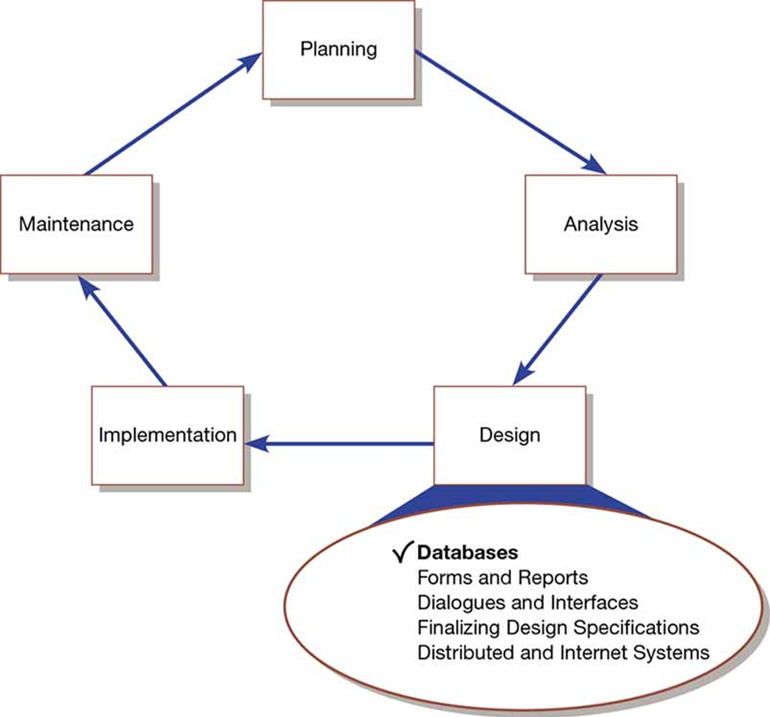 Planning
Maintenance
Analysis
Implementation
Design
✓ Databases
Forms and Reports
Dialogues and Interfaces
Finalizing Design Specifications
Distributed and Internet Systems